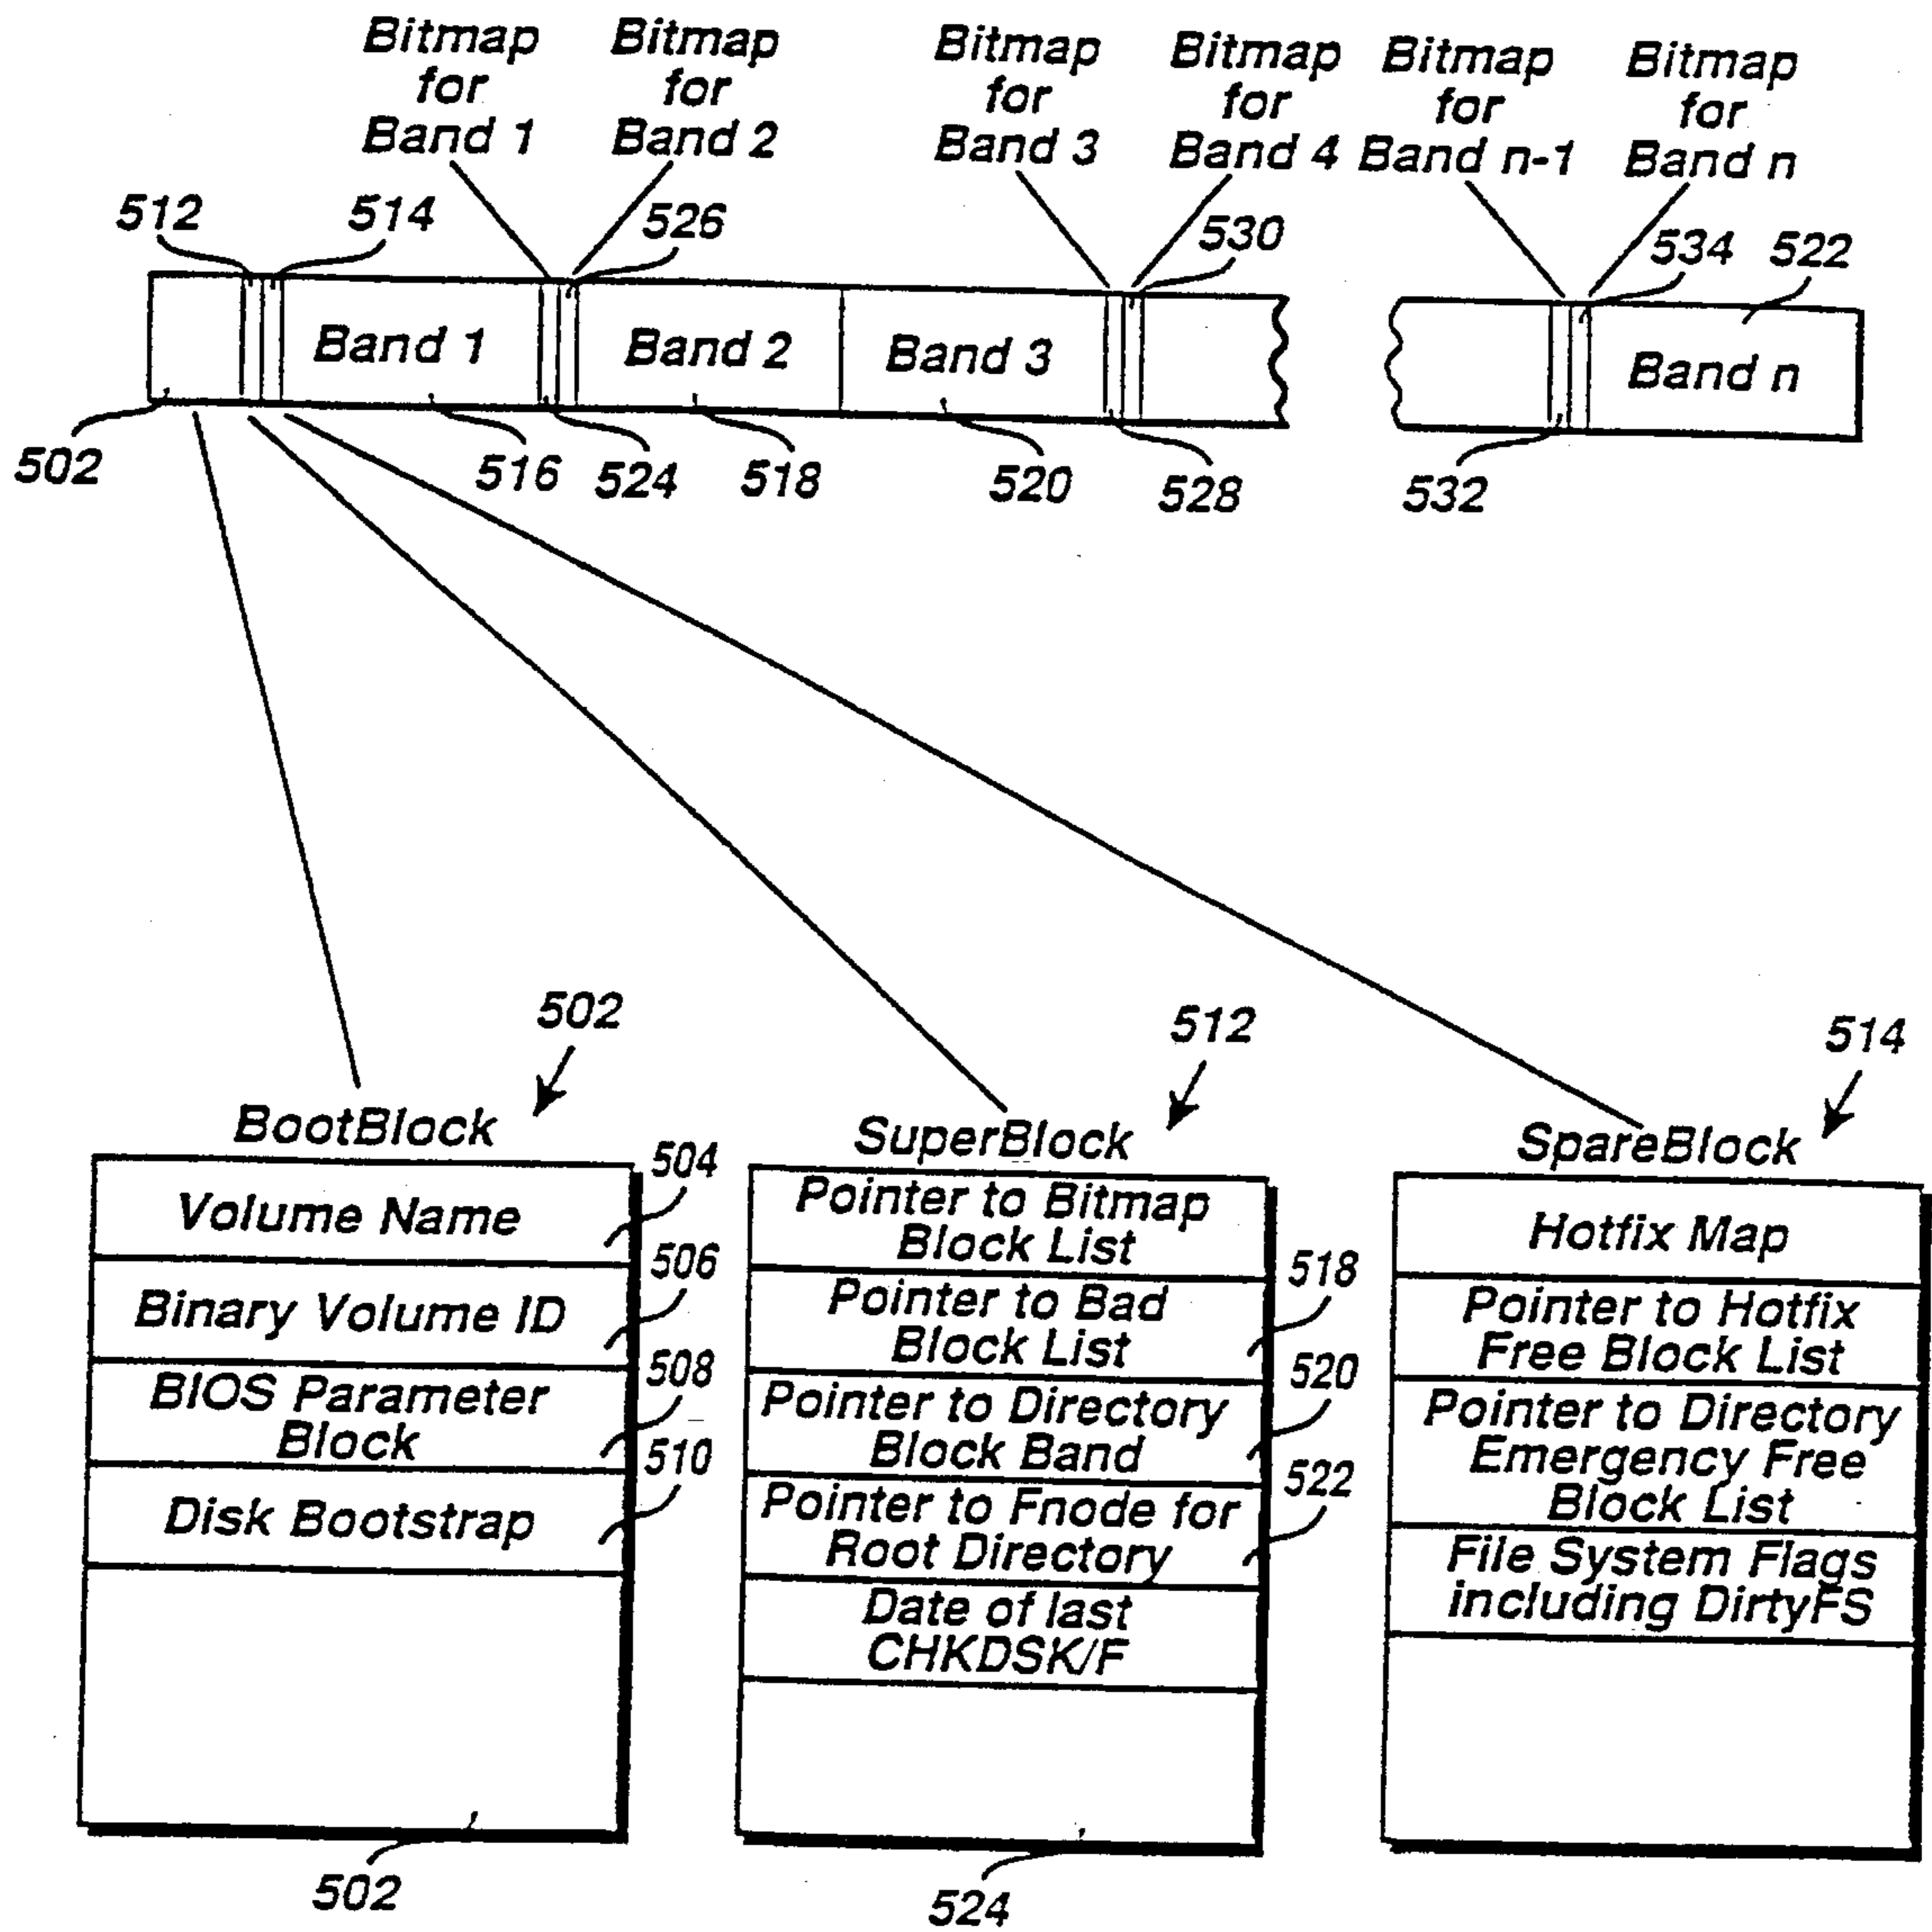 Bitmap for Band 1
Bitmap for Band 2
Bitmap for Band 3
Bitmap for Band 4
Bitmap for Band n-1
Bitmap for Band n
512
514
526
530
534
522
Band 1
Band 2
Band 3
Band n
502
516
524
518
520
528
532
502
512
514
BootBlock
504
Volume Name
506
Binary Volume ID
508
BIOS Parameter
Block
510
Disk Bootstrap
502
SuperBlock
Pointer to Bitmap
Block List
518
Pointer to Bad
Block List
520
Pointer to Directory
Block Band
522
Pointer to Fnode for
Root Directory
Date of last
CHKDSK/F
524
SpareBlock
Hotfix Map
Pointer to Hotfix
Free Block List
Pointer to Directory
Emergency Free
Block List
File System Flags
including DirtyFS